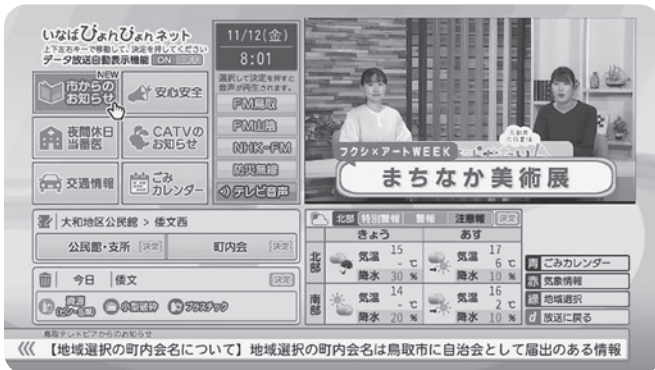 いなばぴょんぴょんネット
上下左右キーで移動して、決定を押してください
データ放送自動表示機能 ON
11/12(金)
8:01
NEW
市からの
お知らせ
安心安全
夜間休日
当番医
CATVの
お知らせ
交通情報
ごみ
カレンダー
選択して決定を押すと
音声が再生されます。
FM鳥取
FM山陰
NHK-FM
防災無線
テレビ音声
フクシ×アートWEEK
まちなか美術展
大和地区公民館 > 倭文西
公民館・支所 決定
町内会 決定
今日 倭文 決定
資源
小型破砕
プラスチック
北部 特別警報 警報 注意報 決定
きょう あす
北部 気温 15 - ℃ 降水 30 % 気温 17 6 ℃ 降水 10 %
南部 気温 14 - ℃ 降水 20 % 気温 16 2 ℃ 降水 10 %
青 ごみカレンダー
赤 気象情報
緑 地域選択
d 放送に戻る
鳥取テレトピアからのお知らせ
【地域選択の町内会名について】地域選択の町内会名は鳥取市に自治会として届出のある情報